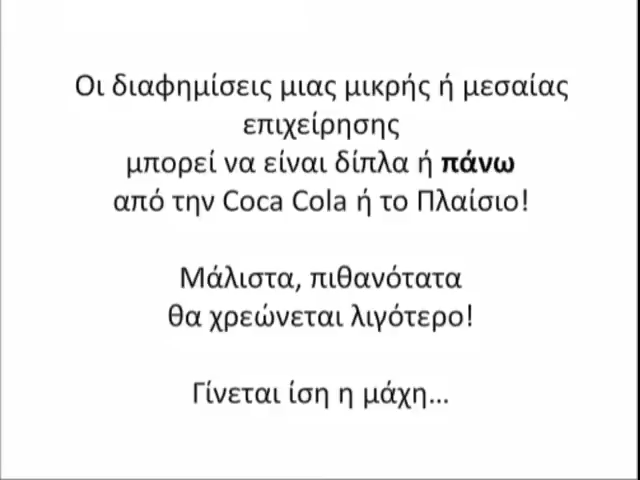 Οι διαφημίσεις μιας μικρής ή μεσαίας
επιχείρησης
μπορεί να είναι δίπλα ή πάνω
από την Coca Cola ή το Πλαίσιο!
Μάλιστα, πιθανότατα
θα χρεώνεται λιγότερο!
Γίνεται ίση η μάχη...